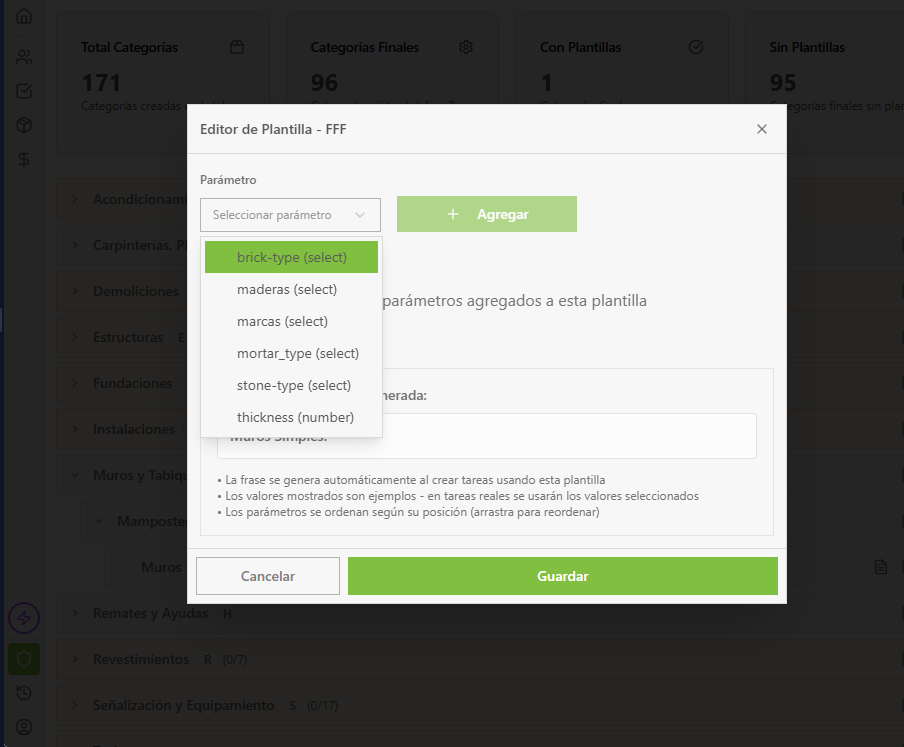 Total Categorías
Categorías Finales
Con Plantillas
Sin Plantillas
171
96
1
95
Categorías creadas
Categorías finales sin
Editor de Plantilla - FFF
Parámetro
Seleccionar parámetro
+ Agregar
brick-type (select)
maderas (select)
marcas (select)
mortar_type (select)
stone-type (select)
thickness (number)
parámetros agregados a esta plantilla
Muros Simples:
• La frase se genera automáticamente al crear tareas usando esta plantilla
• Los valores mostrados son ejemplos - en tareas reales se usarán los valores seleccionados
• Los parámetros se ordenan según su posición (arrastra para reordenar)
Cancelar
Guardar
Carpinterías,
Demoliciones
Estructuras
Fundaciones
Instalaciones
Muros y
Muros
Remates y Ayudas H
Revestimientos R (0/7)
Señalización y Equipamiento S (0/17)